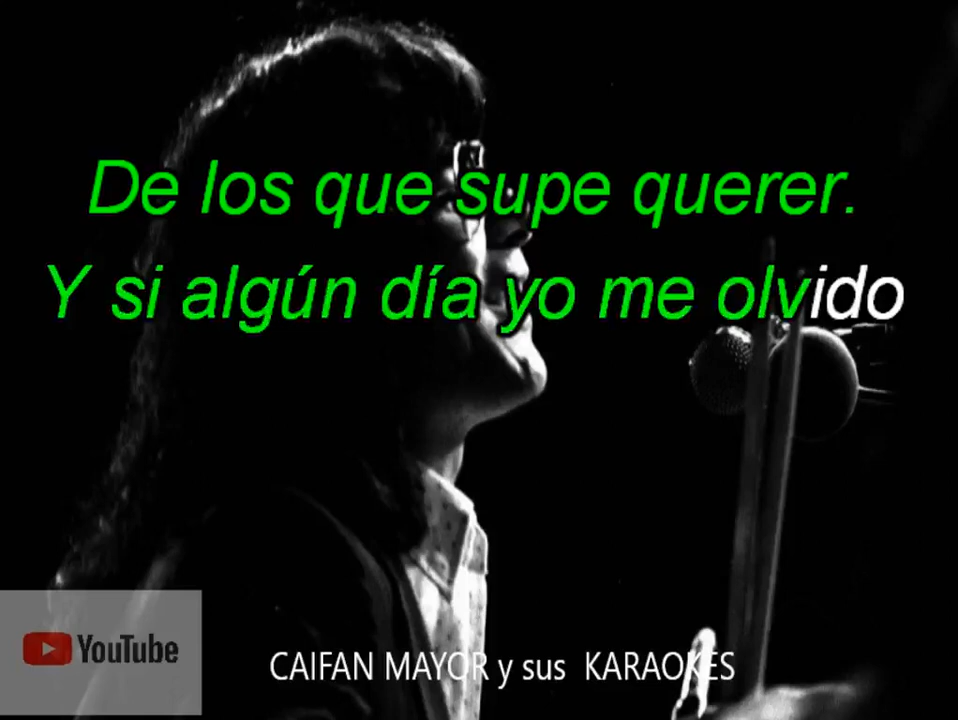 De los que supe querer.
Y si algún día yo me olvido
YouTube
CAIFAN MAYOR y sus KARAOKES